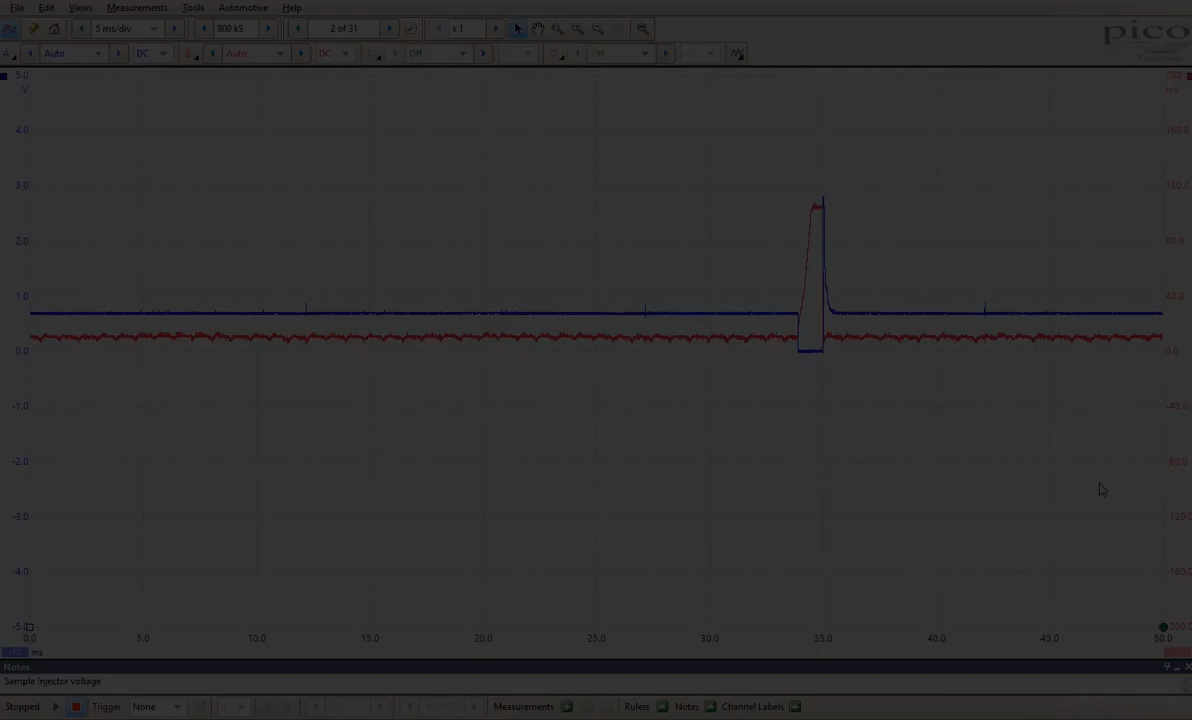 File Edit Views Measurements Tools Automotive Help
5 ms/div 800 kS 2 of 31 x 1
pico
Technology
A Auto DC B Auto DC C Off D Off
5.0 200.0
V mv
4.0 160.0
3.0 120.0
2.0 80.0
1.0 40.0
0.0 0.0
-1.0 -40.0
-2.0 -80.0
-3.0 -120.0
-4.0 -160.0
-5.0 200.0
0.0 5.0 10.0 15.0 20.0 25.0 30.0 35.0 40.0 45.0 50.0
ms
Notes
Sample Injector voltage
Stopped Trigger None Measurements Rulers Notes Channel Labels